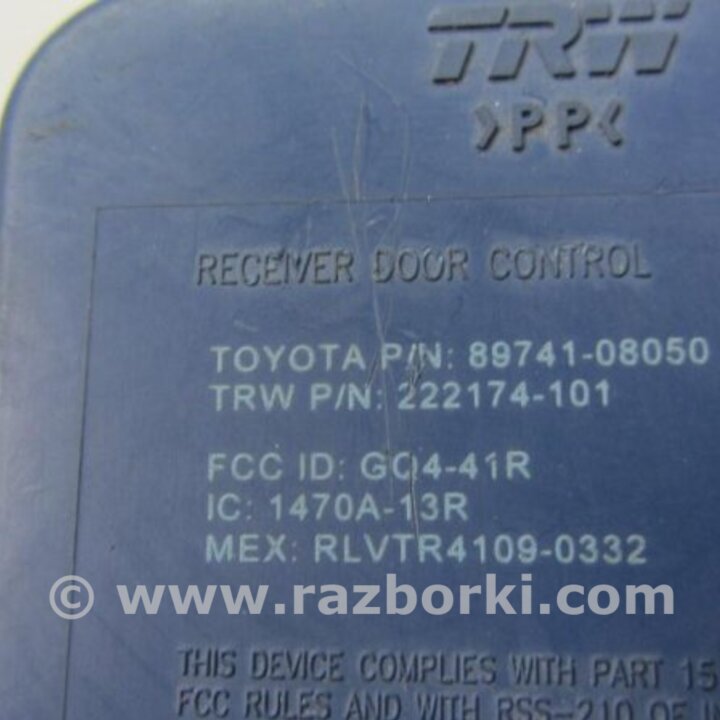 TRW
>PP<
RECEIVER DOOR CONTROL
TOYOTA P/N: 89741-08050
TRW P/N: 222174-101
FCC ID: GQ4-41R
IC: 1470A-13R
MEX: RLVTR4109-0332
© www.razborki.com
THIS DEVICE COMPLIES WITH PART 15
FCC RULES AND WITH RSS-210 OF